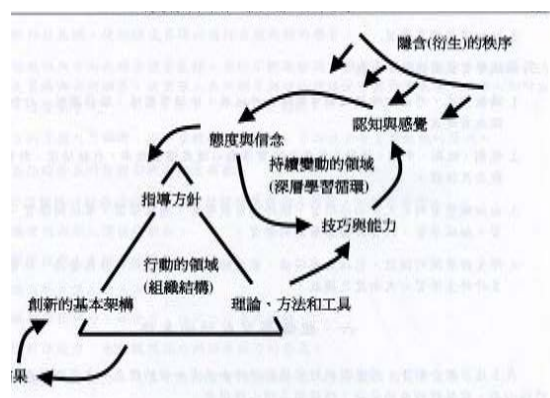 隱含(衍生)的秩序
認知與感覺
態度與信念
持續變動的領域
(深層學習循環)
指導方針
技巧與能力
行動的領域
(組織結構)
創新的基本架構
理論、方法和工具
果